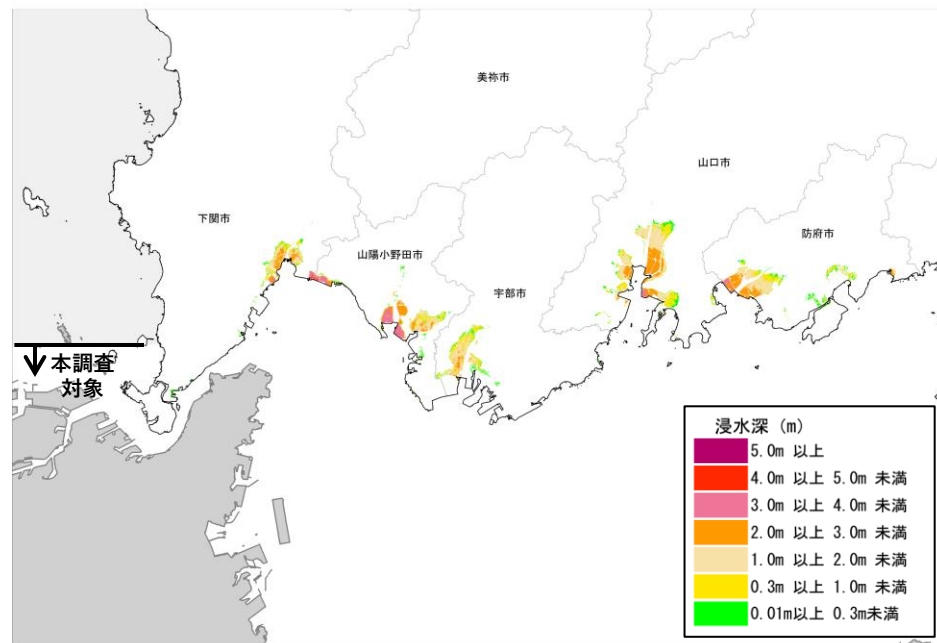 美祢市
山口市
下関市
防府市
山陽小野田市
宇部市
本調査
対象
浸水深 (m)
5.0m 以上
4.0m 以上 5.0m 未満
3.0m 以上 4.0m 未満
2.0m 以上 3.0m 未満
1.0m 以上 2.0m 未満
0.3m 以上 1.0m 未満
0.01m以上 0.3m未満